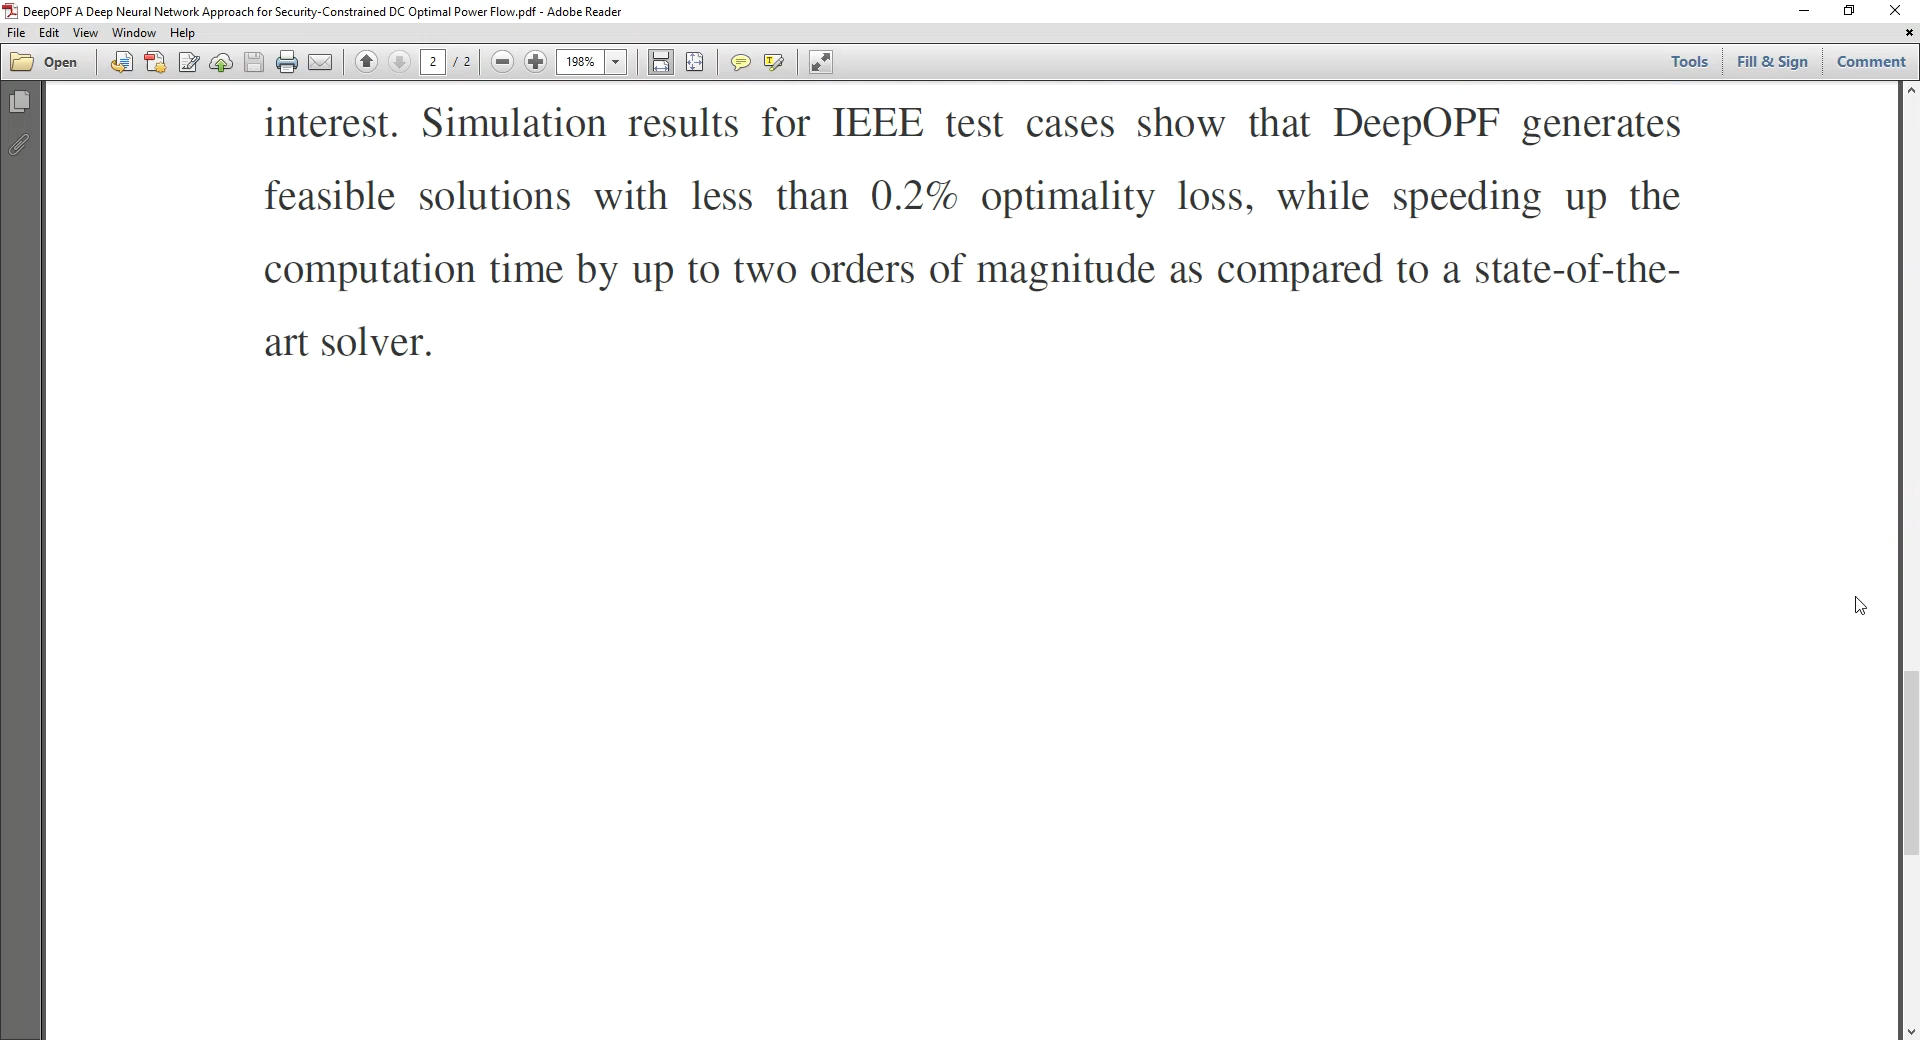 DeepOPF A Deep Neural Network Approach for Security-Constrained DC Optimal Power Flow.pdf - Adobe Reader
File Edit View Window Help
Open 2 / 2 198% Tools Fill & Sign Comment
interest. Simulation results for IEEE test cases show that DeepOPF generates
feasible solutions with less than 0.2% optimality loss, while speeding up the
computation time by up to two orders of magnitude as compared to a state-of-the-
art solver.